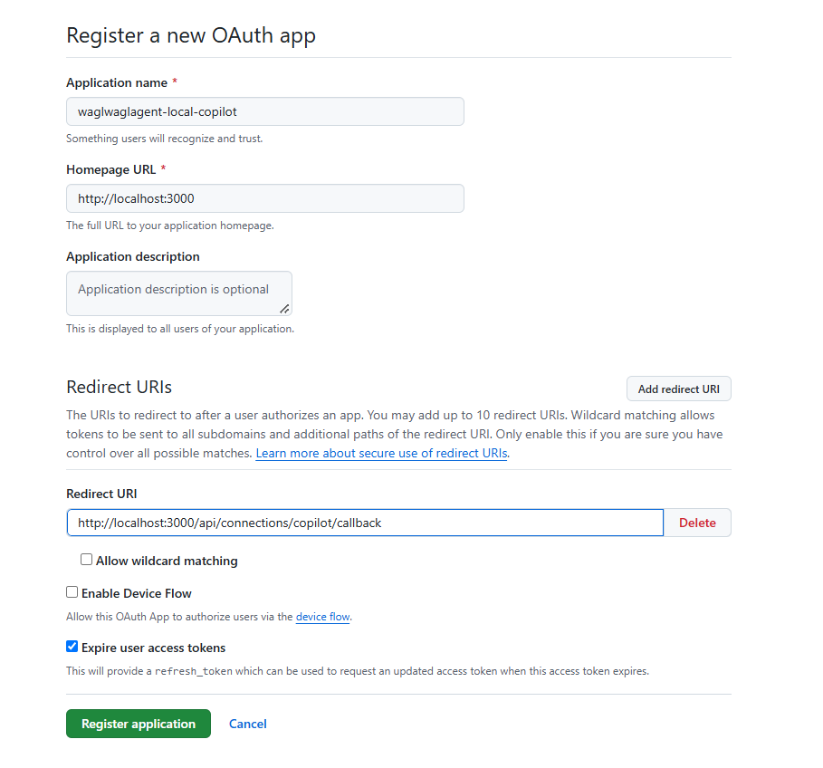 Register a new OAuth app
Application name *
waglwaglagent-local-copilot
Something users will recognize and trust.
Homepage URL *
http://localhost:3000
The full URL to your application homepage.
Application description
Application description is optional
This is displayed to all users of your application.
Redirect URIs
Add redirect URI
The URIs to redirect to after a user authorizes an app. You may add up to 10 redirect URIs. Wildcard matching allows
tokens to be sent to all subdomains and additional paths of the redirect URI. Only enable this if you are sure you have
control over all possible matches. Learn more about secure use of redirect URIs.
Redirect URI
http://localhost:3000/api/connections/copilot/callback
Delete
Allow wildcard matching
Enable Device Flow
Allow this OAuth App to authorize users via the device flow.
Expire user access tokens
This will provide a refresh_token which can be used to request an updated access token when this access token expires.
Register application
Cancel